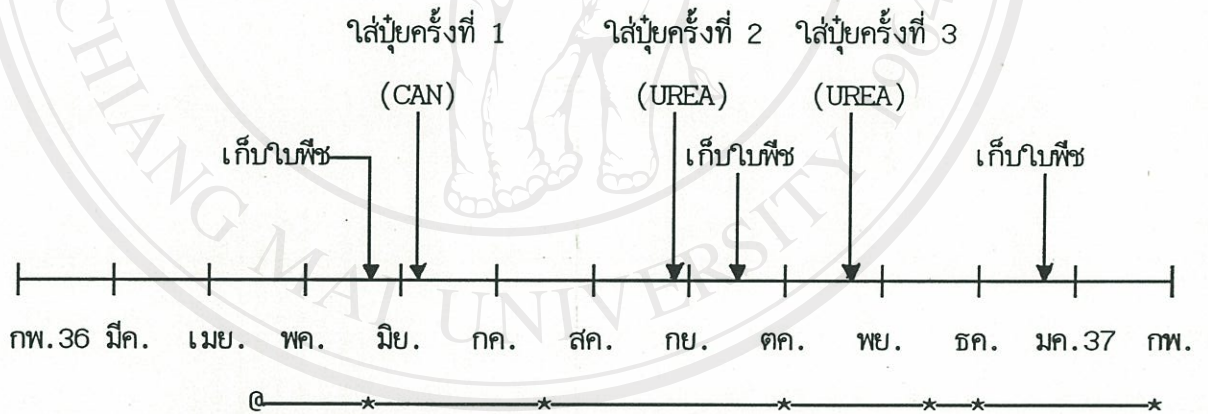 ใส่ปุ๋ยครั้งที่ 1 ใส่ปุ๋ยครั้งที่ 2 ใส่ปุ๋ยครั้งที่ 3
(CAN) (UREA) (UREA)
เก็บใบพืช เก็บใบพืช เก็บใบพืช
กพ.36 มีค. เมย. พค. มิย. กค. สค. กย. ตค. พย. ธค. มค.37 กพ.
@ * * * * * *
CHIANG MAI UNIVERSITY 1964